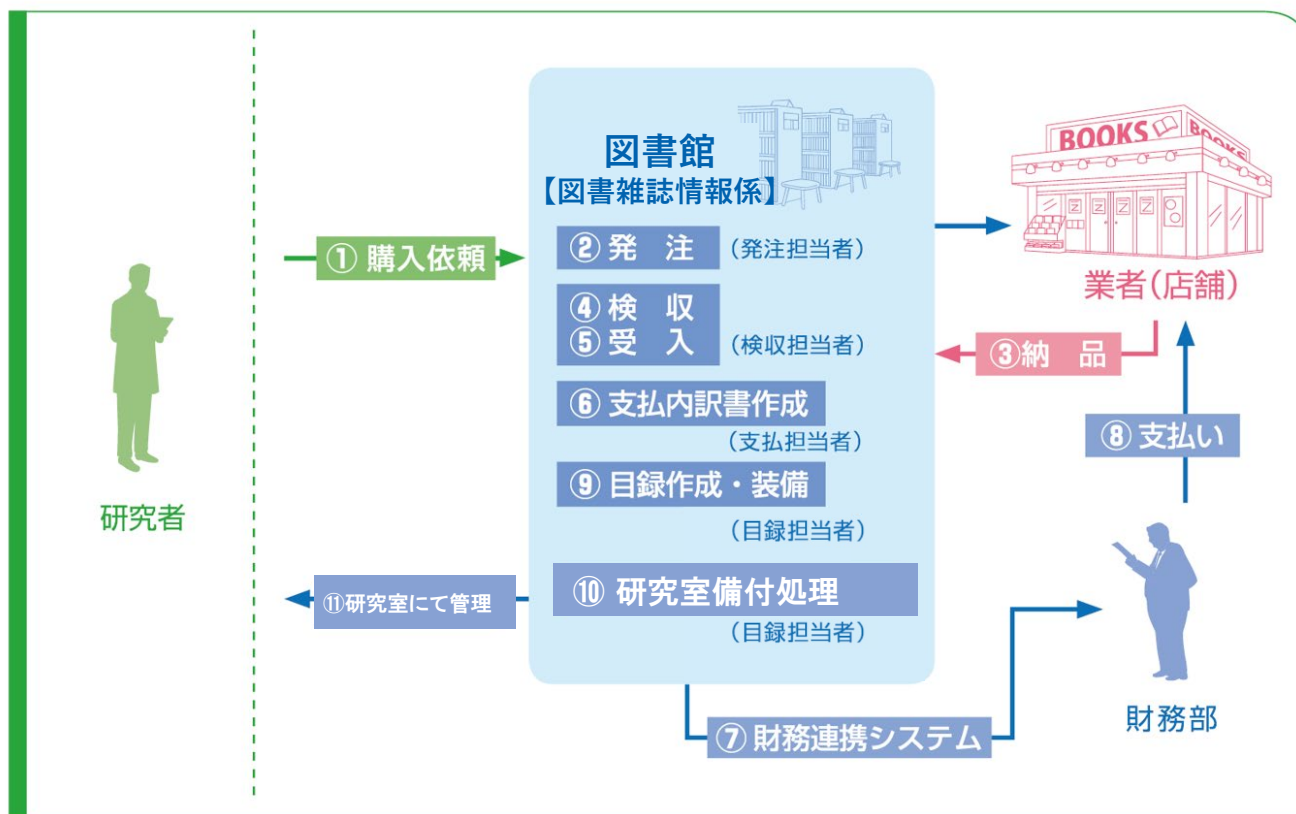 図書館
【図書雑誌情報係】
BOOKS
BOOKS
業者(店舗)
① 購入依頼
② 発 注
(発注担当者)
③納 品
④ 検 収
⑤ 受 入
(検収担当者)
⑥ 支払内訳書作成
(支払担当者)
⑧ 支払い
⑨ 目録作成・装備
(目録担当者)
研究者
⑩ 研究室備付処理
(目録担当者)
⑪研究室にて管理
⑦ 財務連携システム
財務部